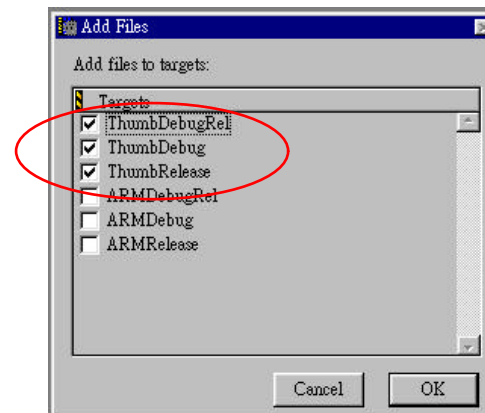 Add Files
Add files to targets:
Targets
ThumbDebugRel
ThumbDebug
ThumbRelease
ARMDebugRel
ARMDebug
ARMRelease
Cancel
OK